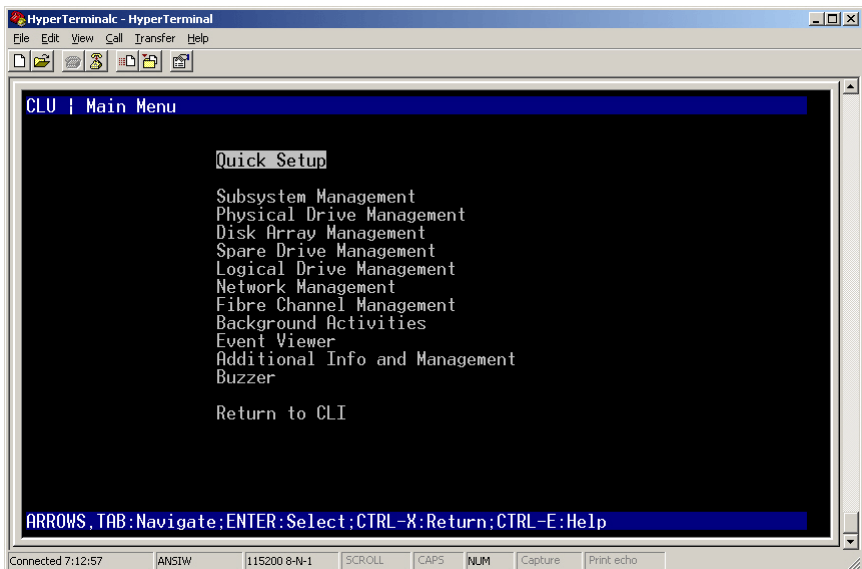 HyperTerminalc - HyperTerminal
File Edit View Call Transfer Help
CLU | Main Menu
Quick Setup
Subsystem Management
Physical Drive Management
Disk Array Management
Spare Drive Management
Logical Drive Management
Network Management
Fibre Channel Management
Background Activities
Event Viewer
Additional Info and Management
Buzzer
Return to CLI
ARROWS,TAB:Navigate;ENTER:Select;CTRL-X:Return;CTRL-E:Help
Connected 7:12:57 ANSIW 115200 8-N-1 SCROLL CAPS NUM Capture Print echo